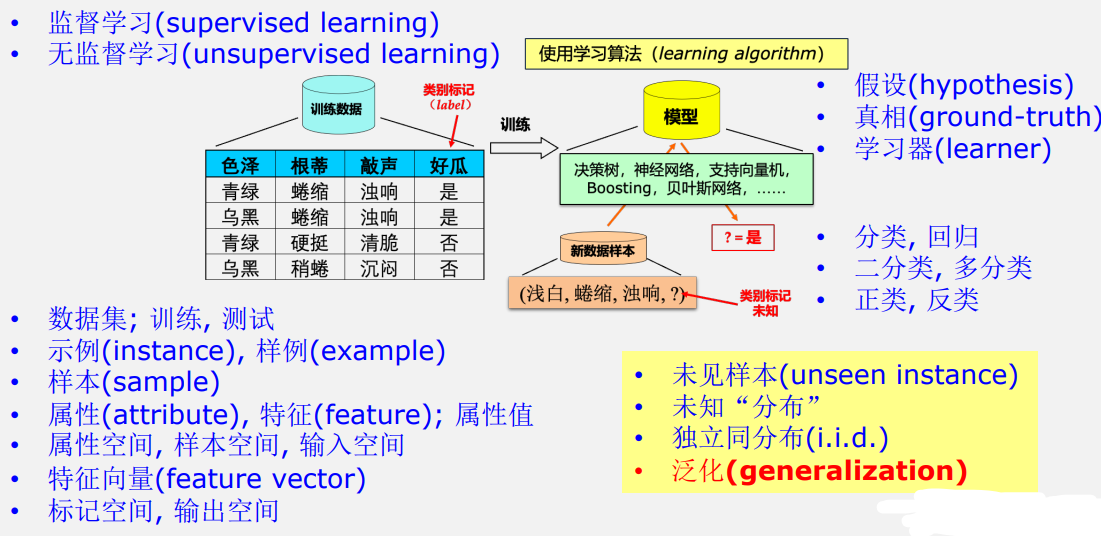 • 监督学习(supervised learning)
• 无监督学习(unsupervised learning)
使用学习算法（learning algorithm）
训练数据
类别标记
（label）
训练
模型
色泽 根蒂 敲声 好瓜
青绿 蜷缩 浊响 是
乌黑 蜷缩 浊响 是
青绿 硬挺 清脆 否
乌黑 稍蜷 沉闷 否
决策树，神经网络，支持向量机，
Boosting，贝叶斯网络，……
? = 是
新数据样本
(浅白, 蜷缩, 浊响, ?)
类别标记
未知
• 假设(hypothesis)
• 真相(ground-truth)
• 学习器(learner)
• 分类, 回归
• 二分类, 多分类
• 正类, 反类
• 数据集; 训练, 测试
• 示例(instance), 样例(example)
• 样本(sample)
• 属性(attribute), 特征(feature); 属性值
• 属性空间, 样本空间, 输入空间
• 特征向量(feature vector)
• 标记空间, 输出空间
• 未见样本(unseen instance)
• 未知“分布”
• 独立同分布(i.i.d.)
• 泛化(generalization)